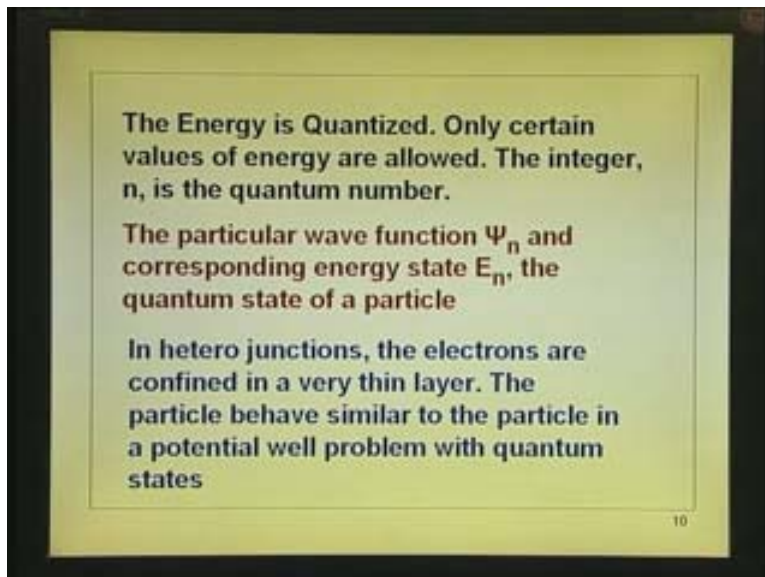 The Energy is Quantized. Only certain
values of energy are allowed. The integer,
n, is the quantum number.
The particular wave function Ψn and
corresponding energy state En, the
quantum state of a particle
In hetero junctions, the electrons are
confined in a very thin layer. The
particle behave similar to the particle in
a potential well problem with quantum
states
10